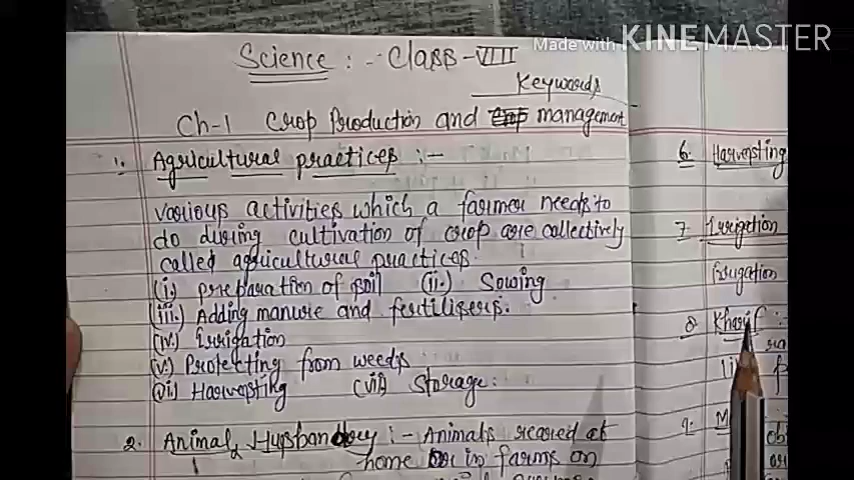 Made with KINEMASTER
Science :- Class-VIII
Keywords
Ch-1 Crop Production and management
1. Agricultural practices :-
various activities which a farmer needs to
do during cultivation of crop are collectively
called agricultural practices.
(i) preparation of soil (ii.) Sowing
(iii.) Adding manure and fertilisers.
(iv.) Irrigation
(v.) Protecting from weeds
(vi) Harvesting (vii) Storage.
2. Animal Husbandry :- Animals reared at
home or in farms on
6. Harvesting
7. Irrigation
Irrigation
8. Kharif :-
9.